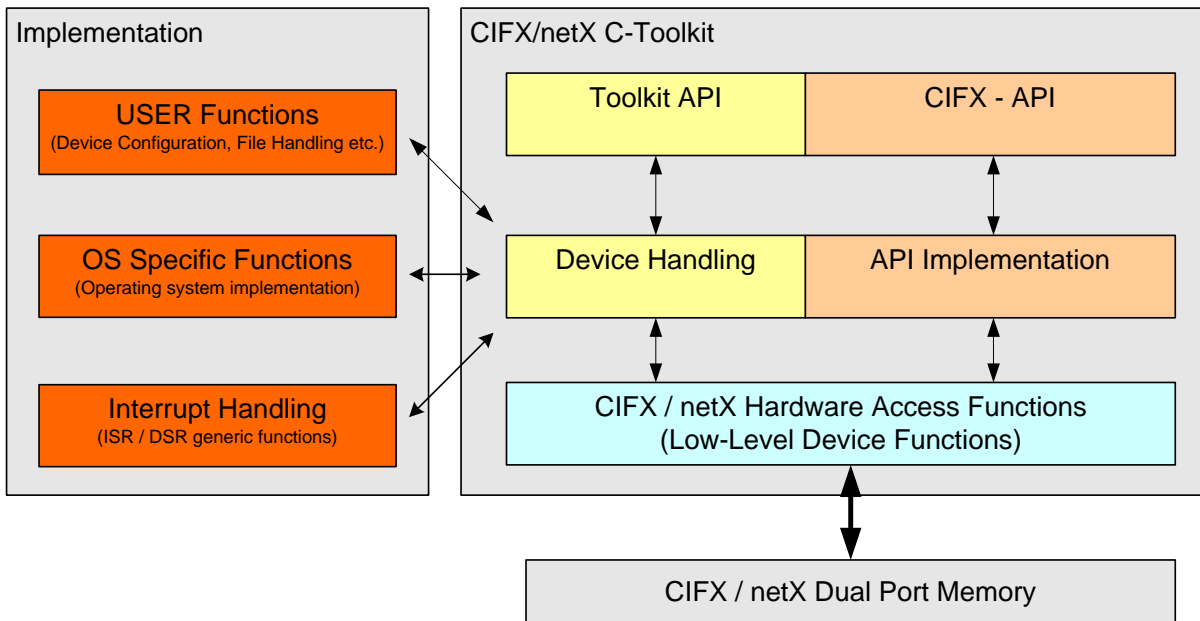 Implementation
USER Functions
(Device Configuration, File Handling etc.)
OS Specific Functions
(Operating system implementation)
Interrupt Handling
(ISR / DSR generic functions)
CIFX/netX C-Toolkit
Toolkit API
CIFX - API
Device Handling
API Implementation
CIFX / netX Hardware Access Functions
(Low-Level Device Functions)
CIFX / netX Dual Port Memory